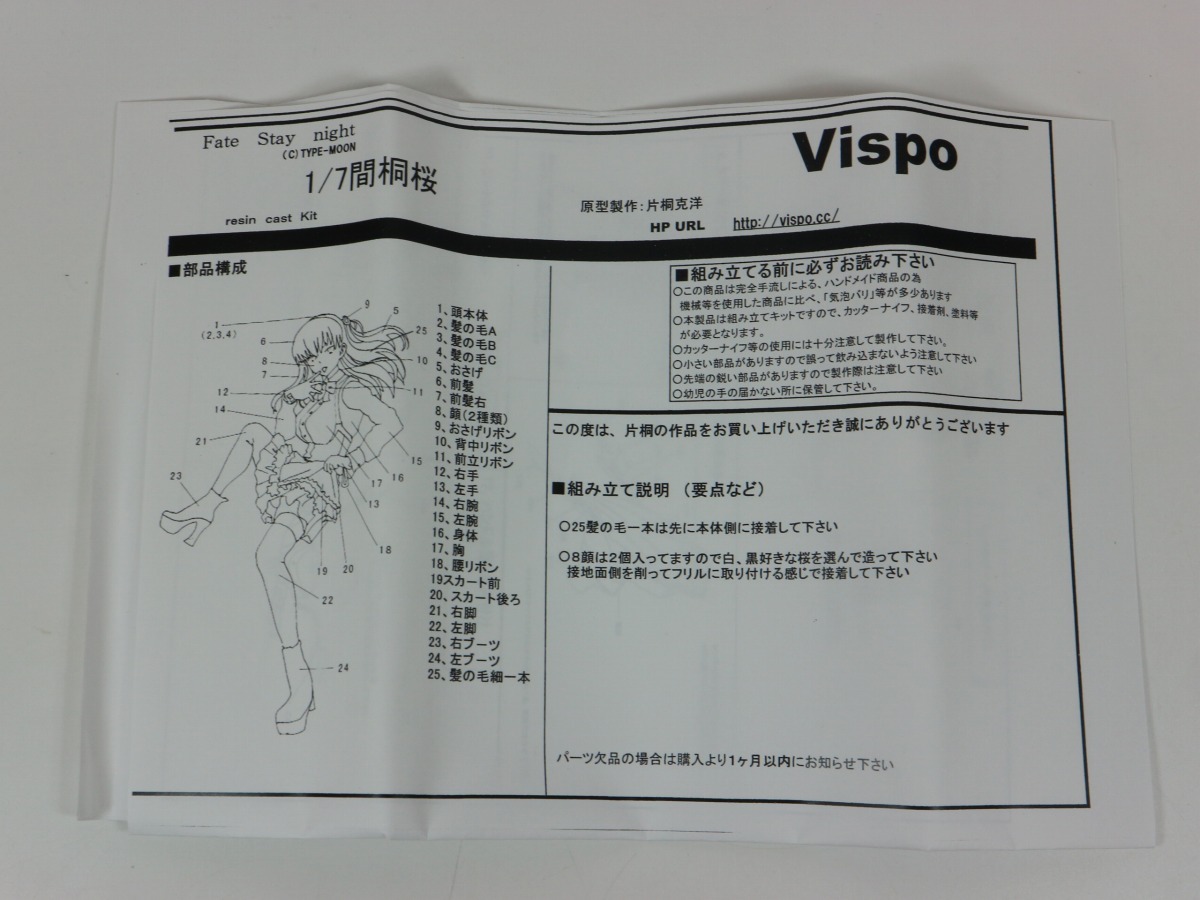 Fate Stay night
(C)TYPE-MOON
1/7間桐桜
resin cast Kit
Vispo
原型製作:片桐克洋
HP URL http://vispo.cc/
■部品構成
1
(2,3,4)
6
8
7
12
14
21
23
9
5
25
10
11
15
16
17
13
18
19
20
22
24
1、頭本体
2、髪の毛A
3、髪の毛B
4、髪の毛C
5、おさげ
6、前髪
7、前髪右
8、顔(2種類)
9、おさげリボン
10、背中リボン
11、前立リボン
12、右手
13、左手
14、右腕
15、左腕
16、身体
17、胸
18、腰リボン
19スカート前
20、スカート後ろ
21、右脚
22、左脚
23、右ブーツ
24、左ブーツ
25、髪の毛細一本
■組み立てる前に必ずお読み下さい
○この商品は完全手流しによる、ハンドメイド商品の為
機械等を使用した商品に比べ、「気泡バリ」等が多少あります
○本製品は組み立てキットですので、カッターナイフ、接着剤、塗料等
が必要となります。
○カッターナイフ等の使用には十分注意して製作して下さい。
○小さい部品がありますので誤って飲み込まないよう注意して下さい
○先端の鋭い部品がありますので製作際は注意して下さい
○幼児の手の届かない所に保管して下さい。
この度は、片桐の作品をお買い上げいただき誠にありがとうございます
■組み立て説明 (要点など)
○25髪の毛一本は先に本体側に接着して下さい
○8顔は2個入ってますので白、黒好きな桜を選んで造って下さい
接地面側を削ってフリルに取り付ける感じで接着して下さい
パーツ欠品の場合は購入より1ヶ月以内にお知らせ下さい